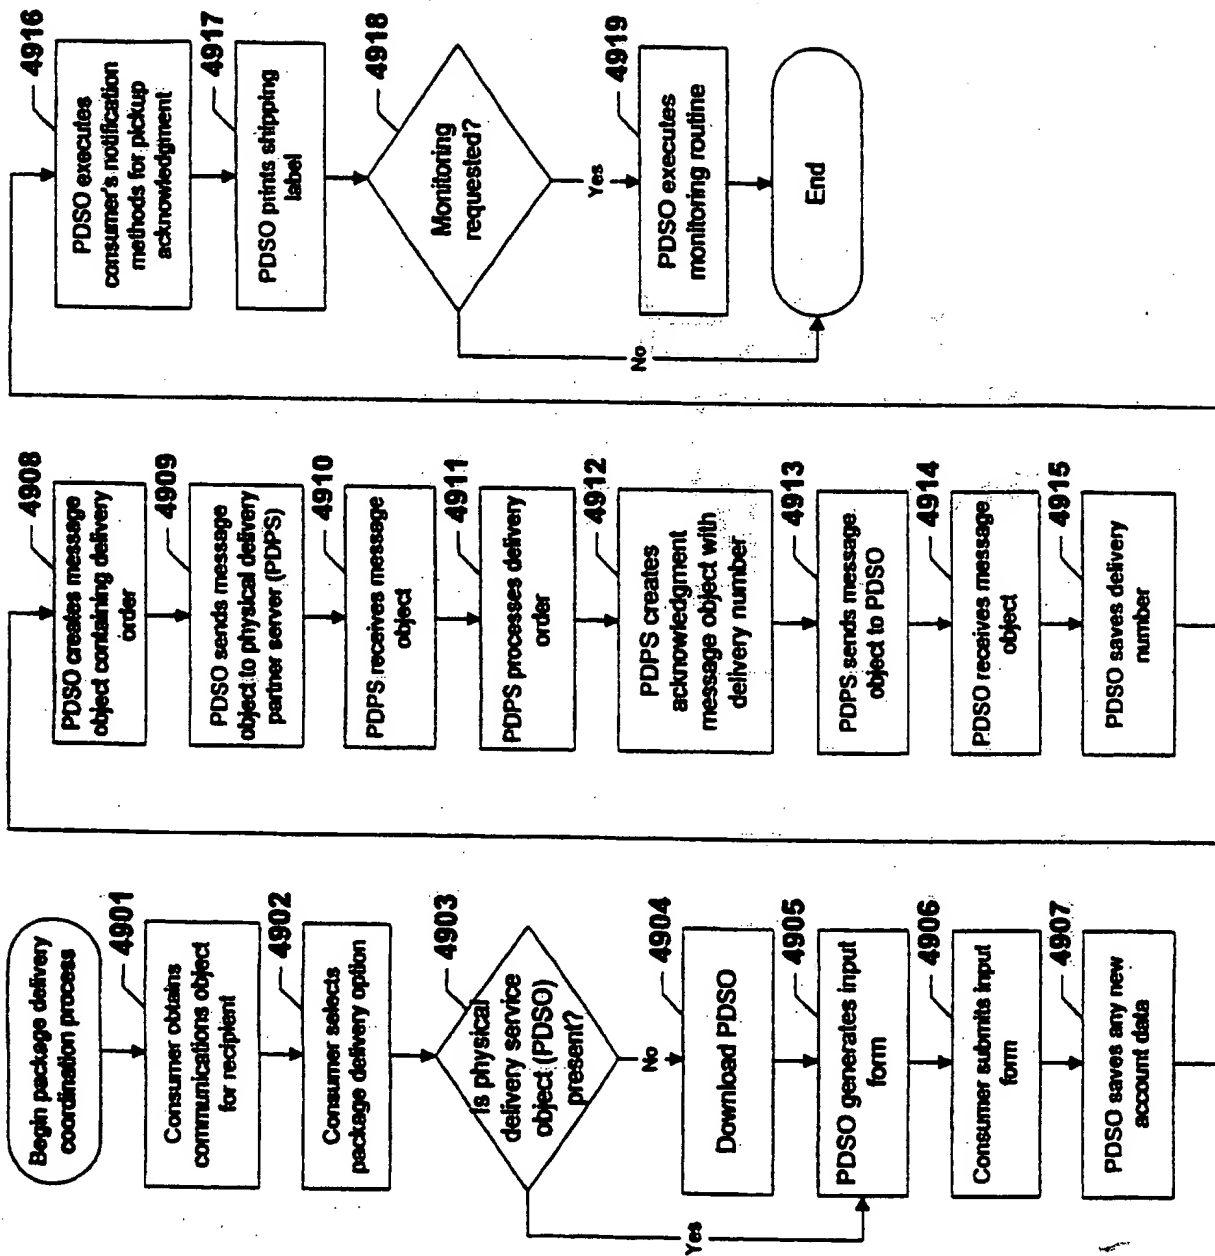 Begin package delivery
coordination process
4901
Consumer obtains
communications object
for recipient
4902
Consumer selects
package delivery option
4903
Is physical
delivery service
object (PDSO)
present?
Yes
No
4904
Download PDSO
4905
PDSO generates input
form
4906
Consumer submits input
form
4907
PDSO saves any new
account data
4908
PDSO creates message
object containing delivery
order
4909
PDSO sends message
object to physical delivery
partner server (PDPS)
4910
PDPS receives message
object
4911
PDPS processes delivery
order
4912
PDPS creates
acknowledgment
message object with
delivery number
4913
PDPS sends message
object to PDSO
4914
PDSO receives message
object
4915
PDSO saves delivery
number
4916
PDSO executes
consumer's notification
methods for pickup
acknowledgment
4917
PDSO prints shipping
label
4918
Monitoring
requested?
No
Yes
4919
PDSO executes
monitoring routine
End